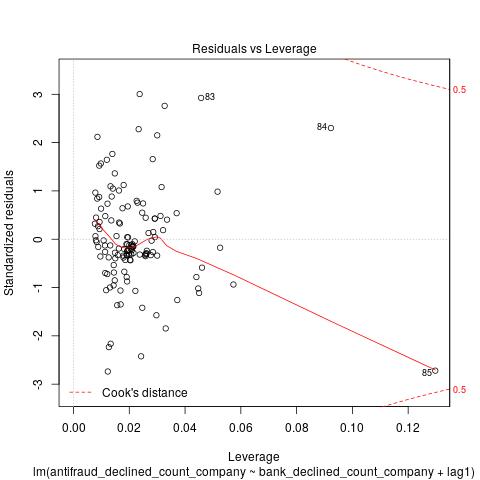 Residuals vs Leverage
Standardized residuals
3
2
1
0
-1
-2
-3
83
84
85
0.5
0.5
Cook's distance
0.00 0.02 0.04 0.06 0.08 0.10 0.12
Leverage
lm(antifraud_declined_count_company ~ bank_declined_count_company + lag1)